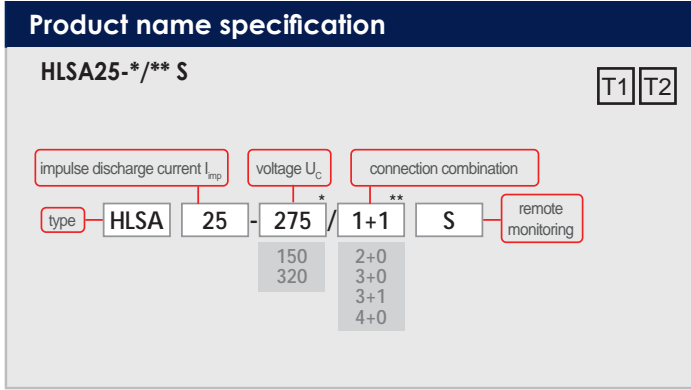 Product name specification
HLSA25-*/** S
T1 T2
impulse discharge current Iimp voltage UC connection combination
* **
type HLSA 25 - 275 / 1+1 S remote monitoring
150 2+0
320 3+0
3+1
4+0